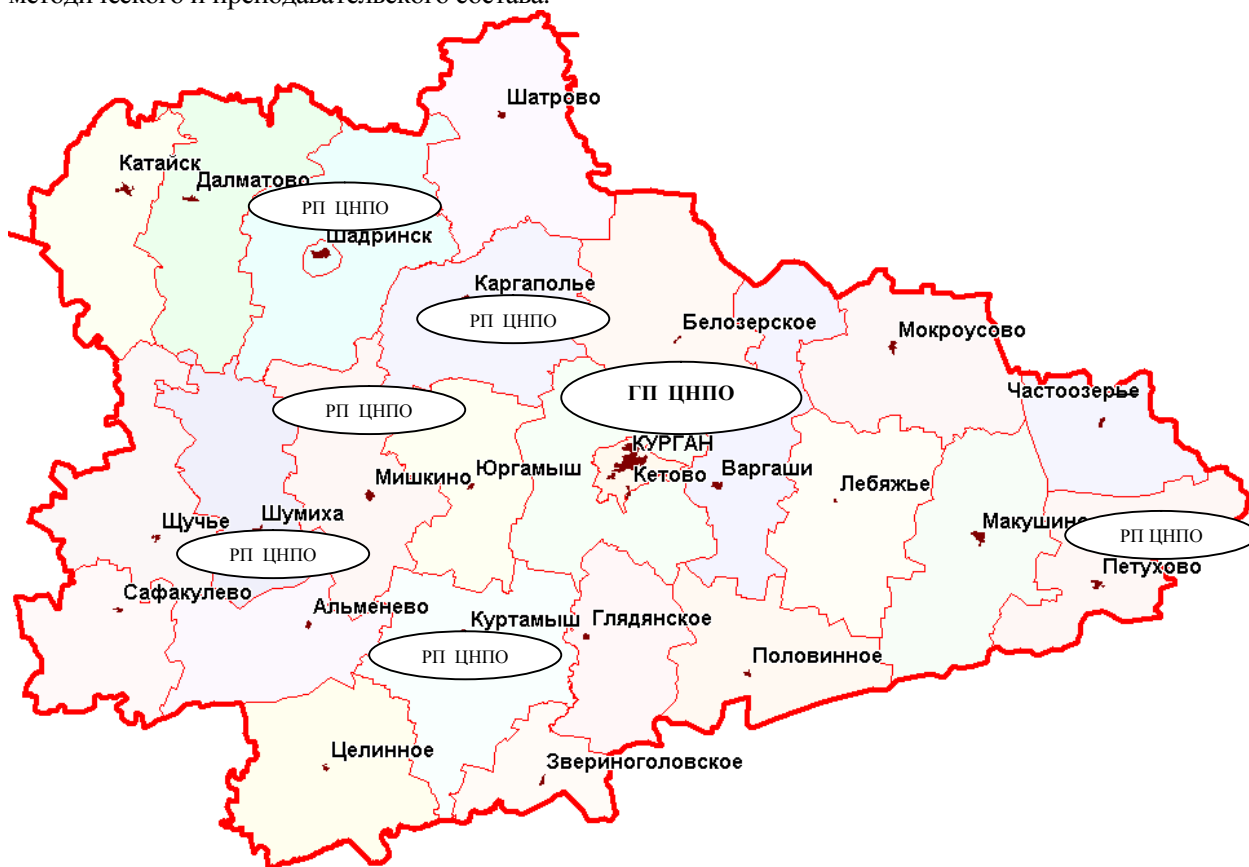 методического и преподавательского состава.
Шатрово
Катайск
Далматово
РП ЦНПО
Шадринск
Каргаполье
РП ЦНПО
Белозерское
Мокроусово
ГП ЦНПО
Частоозерье
РП ЦНПО
КУРГАН
Мишкино
Юргамыш
Кетово
Варгаши
Лебяжье
Щучье
Шумиха
Макушино
РП ЦНПО
РП ЦНПО
Петухово
Сафакулево
Альменево
Куртамыш
Глядянское
РП ЦНПО
Половинное
Целинное
Звериноголовское